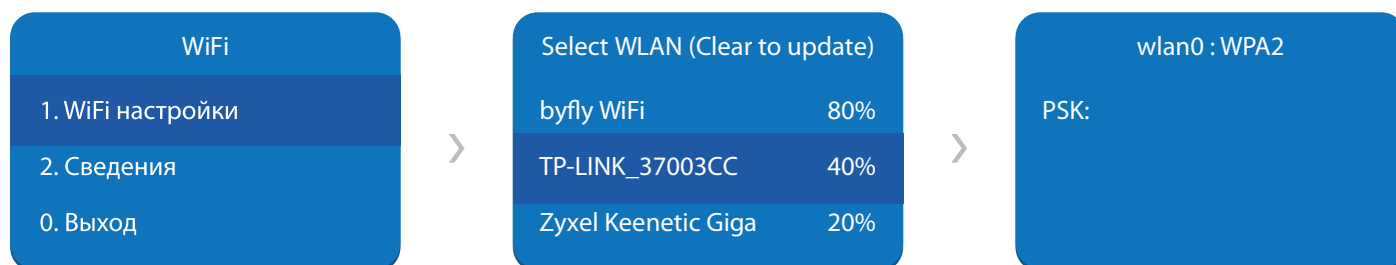 WiFi
1. WiFi настройки
2. Сведения
0. Выход
Select WLAN (Clear to update)
byfly WiFi 80%
TP-LINK_37003CC 40%
Zyxel Keenetic Giga 20%
wlan0 : WPA2
PSK: